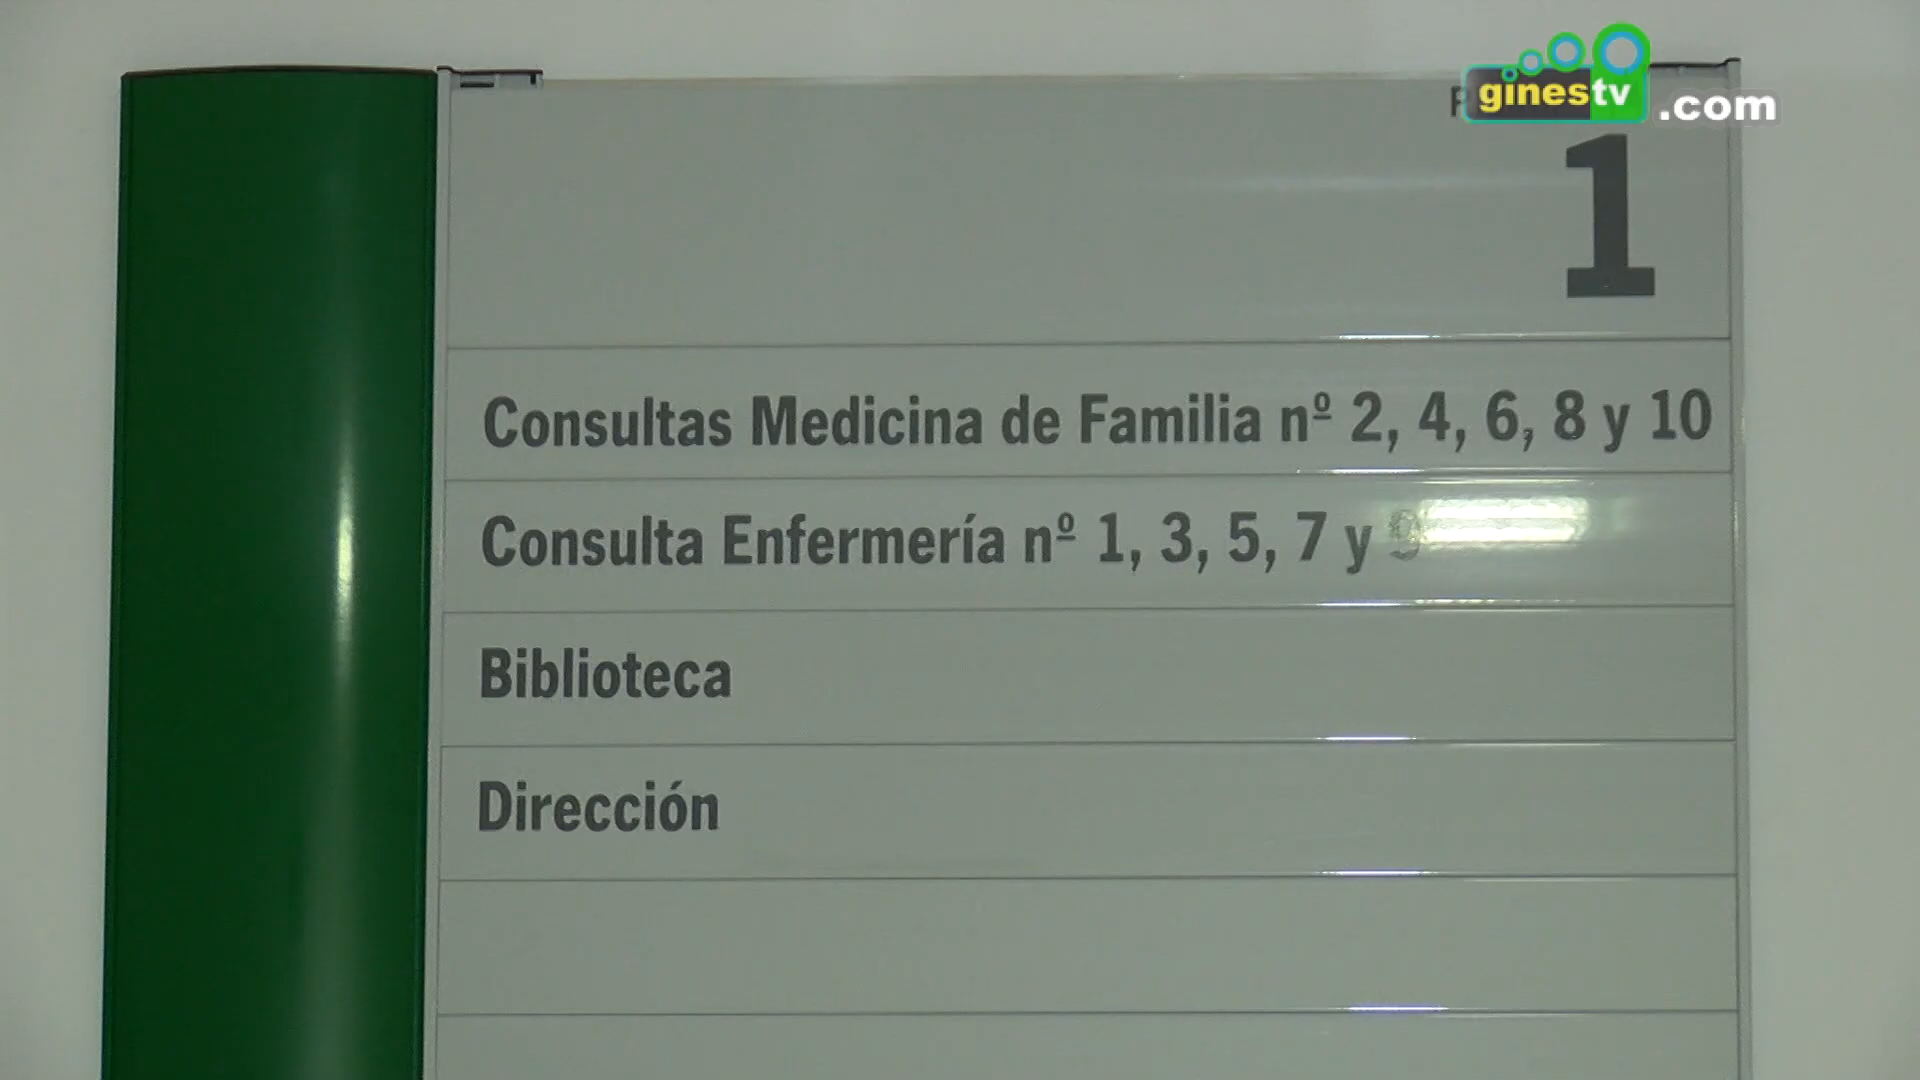 ginestv.com
1
Consultas Medicina de Familia nº 2, 4, 6, 8 y 10
Consulta Enfermería nº 1, 3, 5, 7 y 9
Biblioteca
Dirección